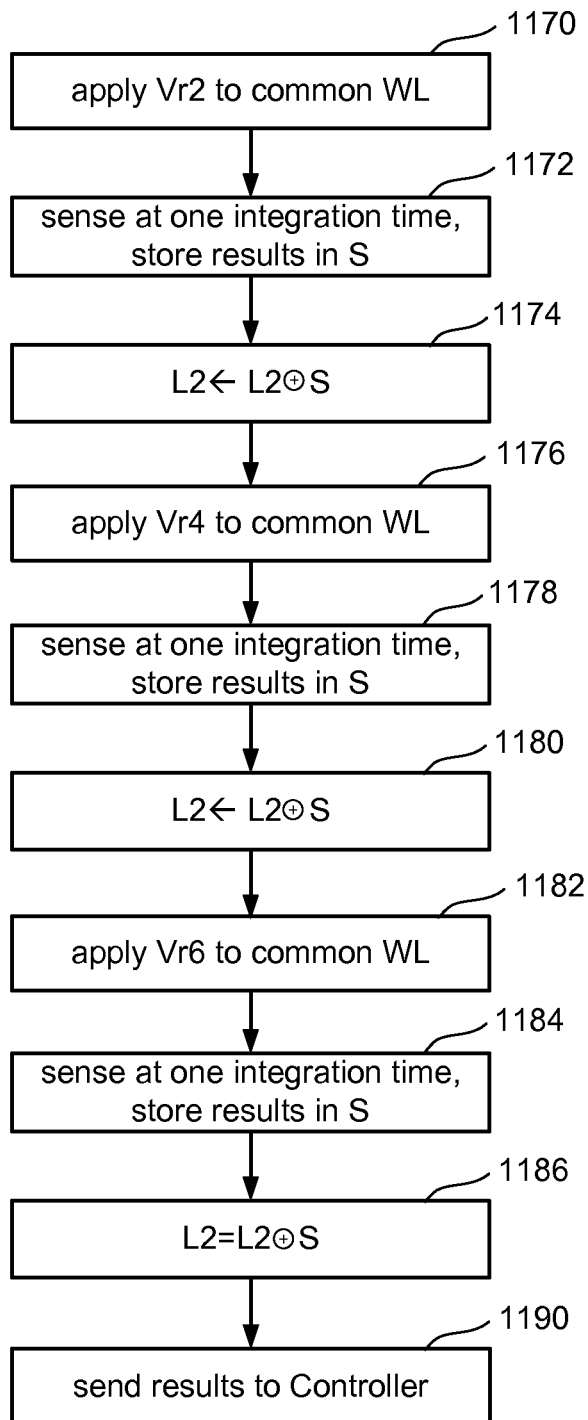 1170
apply Vr2 to common WL
1172
sense at one integration time,
store results in S
1174
L2← L2⊕S
1176
apply Vr4 to common WL
1178
sense at one integration time,
store results in S
1180
L2← L2⊕S
1182
apply Vr6 to common WL
1184
sense at one integration time,
store results in S
1186
L2=L2⊕S
1190
send results to Controller